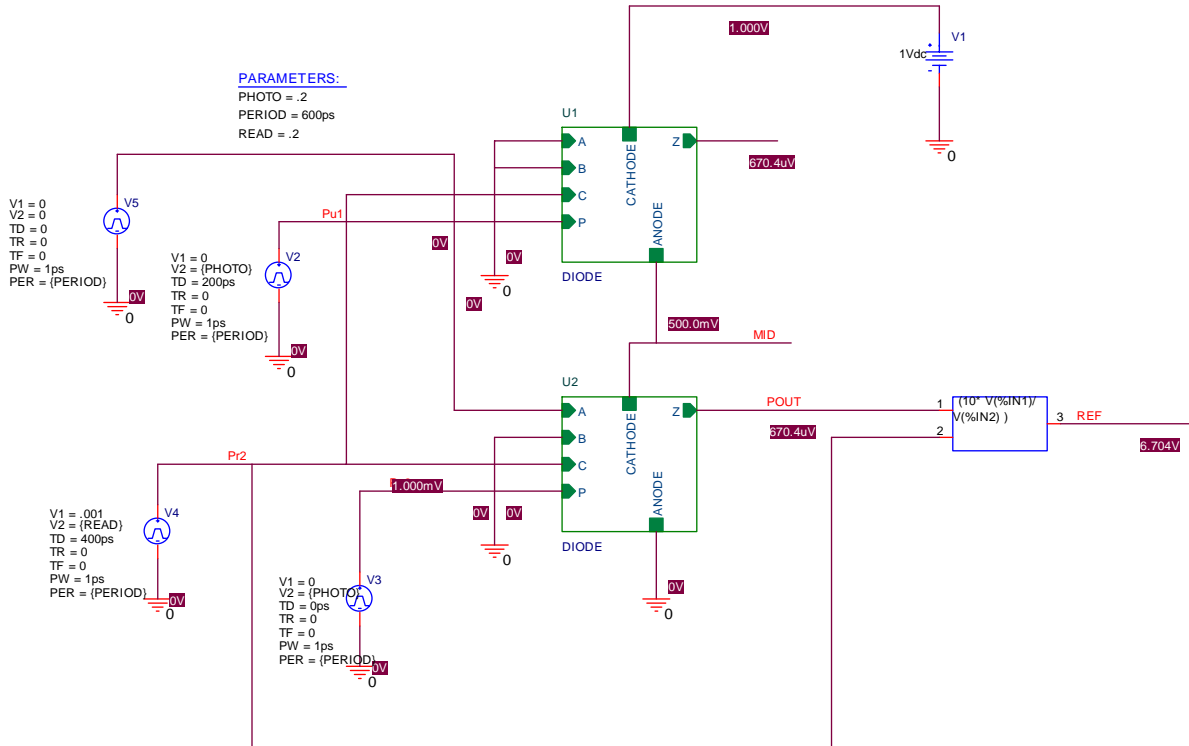 1.000V
V1
1Vdc
+
-
0
PARAMETERS:
PHOTO = .2
PERIOD = 600ps
READ = .2
U1
A
B
C
P
Z
CATHODE
ANODE
DIODE
670.4uV
V5
V1 = 0
V2 = 0
TD = 0
TR = 0
TF = 0
PW = 1ps
PER = {PERIOD}
0V
0
Pu1
V2
V1 = 0
V2 = {PHOTO}
TD = 200ps
TR = 0
TF = 0
PW = 1ps
PER = {PERIOD}
0V
0
0V
0V
0
0V
500.0mV
MID
U2
A
B
C
P
Z
CATHODE
ANODE
DIODE
POUT
670.4uV
1
2
(10* V(%IN1)/
V(%IN2) )
3
REF
6.704V
Pr2
1.000mV
0V
0V
0
0V
0
V4
V1 = .001
V2 = {READ}
TD = 400ps
TR = 0
TF = 0
PW = 1ps
PER = {PERIOD}
0V
0
V3
V1 = 0
V2 = {PHOTO}
TD = 0ps
TR = 0
TF = 0
PW = 1ps
PER = {PERIOD}
0V
0